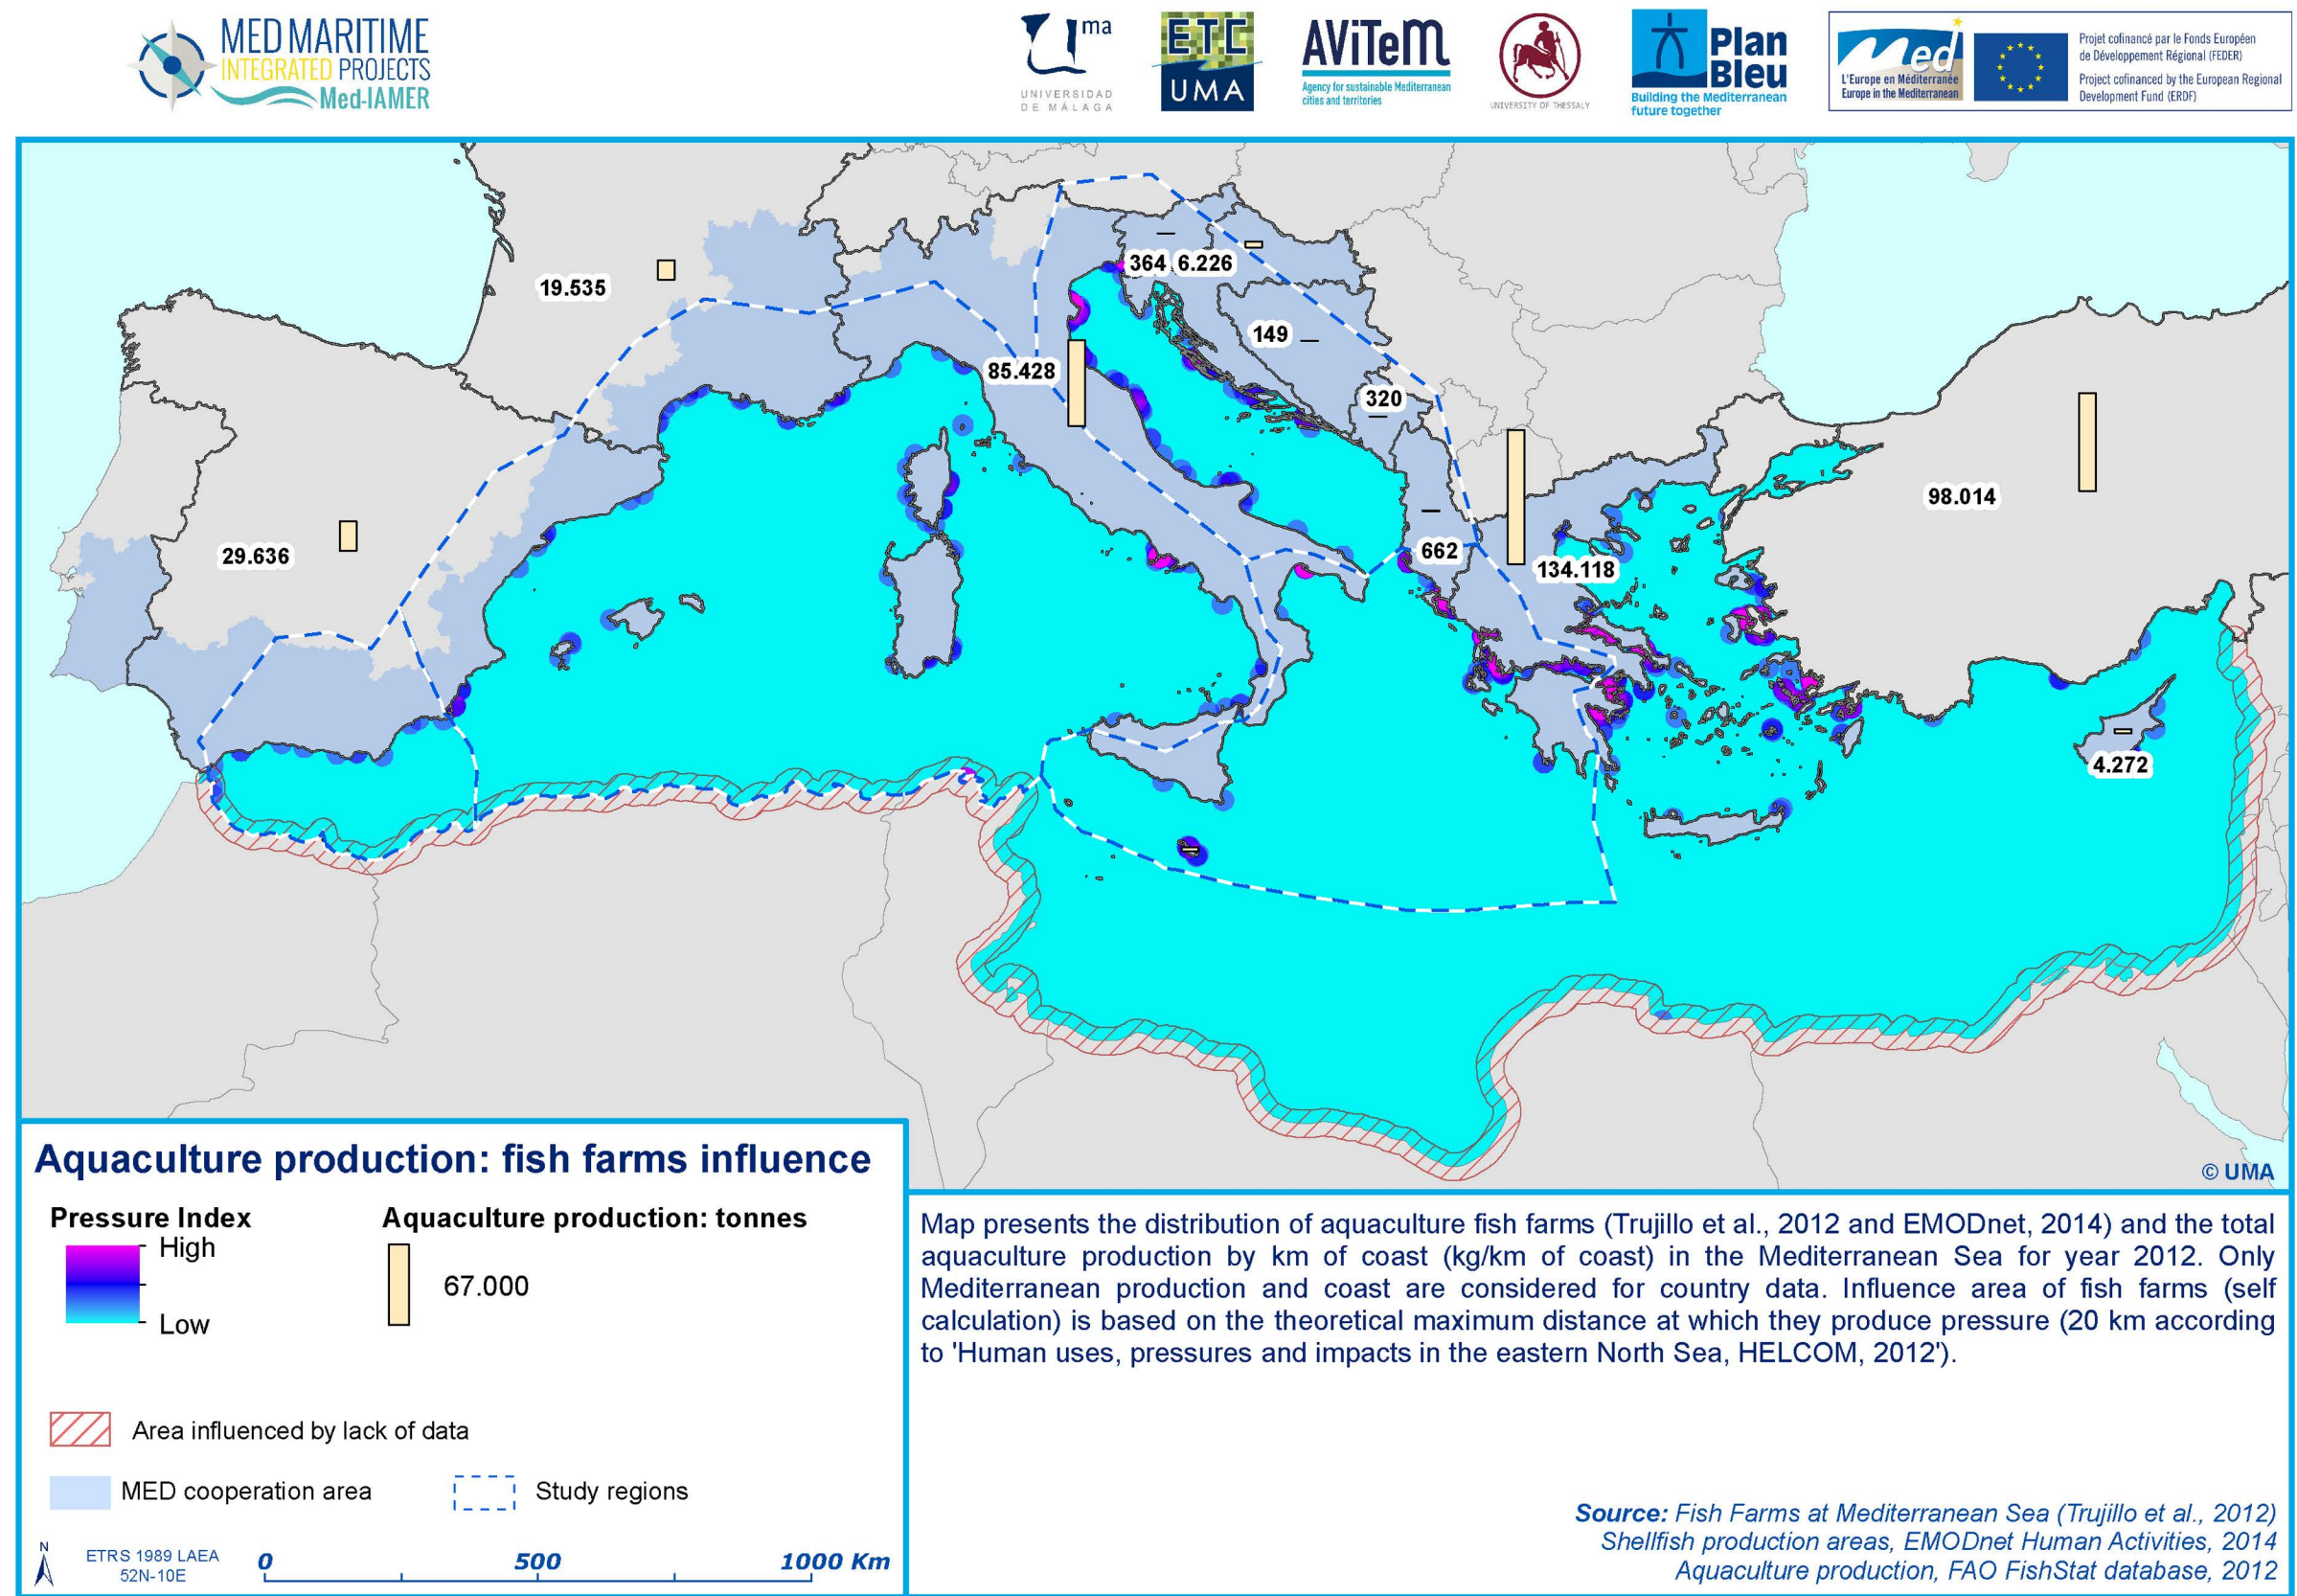 MED MARITIME
INTEGRATED PROJECTS
Med-IAMER
uma
UNIVERSIDAD
DE MÁLAGA
ETC
UMA
AViTeM
Agency for sustainable Mediterranean
cities and territories
UNIVERSITY OF THESSALY
Plan
Bleu
Building the Mediterranean
future together
Med
L'Europe en Méditerranée
Europe in the Mediterranean
Projet cofinancé par le Fonds Européen
de Développement Régional (FEDER)
Project cofinanced by the European Regional
Development Fund (ERDF)
364 6.226
19.535
149
85.428
320
98.014
29.636
662
134.118
4.272
© UMA
Aquaculture production: fish farms influence
Pressure Index
High
Low
Aquaculture production: tonnes
67.000
Area influenced by lack of data
MED cooperation area
Study regions
N
ETRS 1989 LAEA
52N-10E
0 500 1000 Km
Map presents the distribution of aquaculture fish farms (Trujillo et al., 2012 and EMODnet, 2014) and the total
aquaculture production by km of coast (kg/km of coast) in the Mediterranean Sea for year 2012. Only
Mediterranean production and coast are considered for country data. Influence area of fish farms (self
calculation) is based on the theoretical maximum distance at which they produce pressure (20 km according
to 'Human uses, pressures and impacts in the eastern North Sea, HELCOM, 2012').
Source: Fish Farms at Mediterranean Sea (Trujillo et al., 2012)
Shellfish production areas, EMODnet Human Activities, 2014
Aquaculture production, FAO FishStat database, 2012